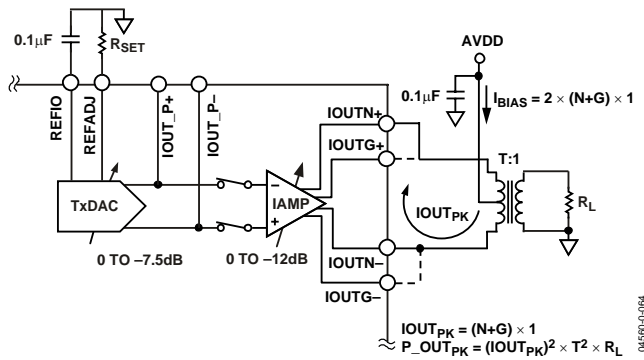 0.1µF
RSET
REFIO
REFADJ
IOUT_P+
IOUT_P–
TxDAC
0 TO –7.5dB
–
IAMP
+
0 TO –12dB
IOUTN+
IOUTG+
IOUTN–
IOUTG–
AVDD
0.1µF
IBIAS = 2 × (N+G) × 1
T:1
IOUTPK
RL
IOUTPK = (N+G) × 1
P_OUTPK = (IOUTPK)² × T² × RL
04560-0-064